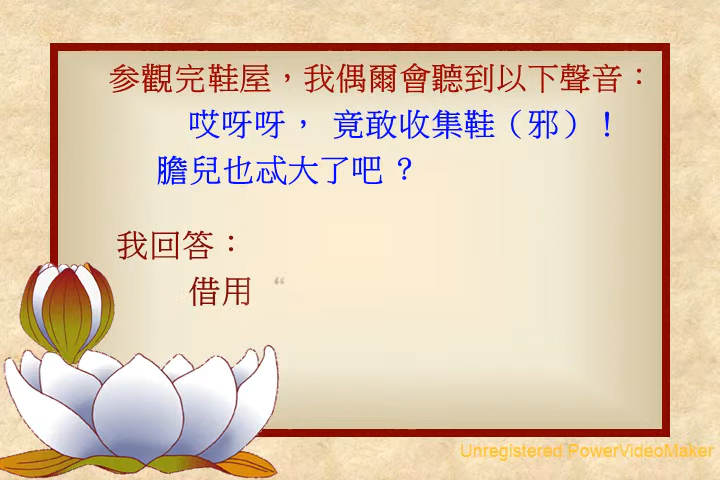 参觀完鞋屋，我偶爾會聽到以下聲音：
哎呀呀， 竟敢收集鞋（邪）！
膽兒也忒大了吧 ？
我回答：
借用“
Unregistered PowerVideoMaker